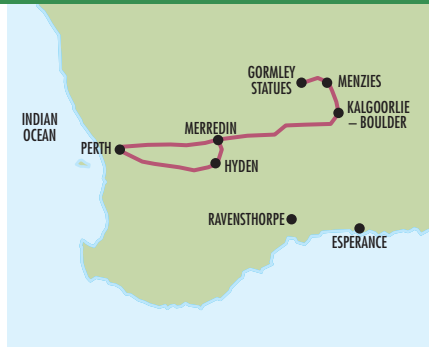 GORMLEY
STATUES
MENZIES
KALGOORLIE
– BOULDER
INDIAN
OCEAN
MERREDIN
PERTH
HYDEN
RAVENSTHORPE
ESPERANCE